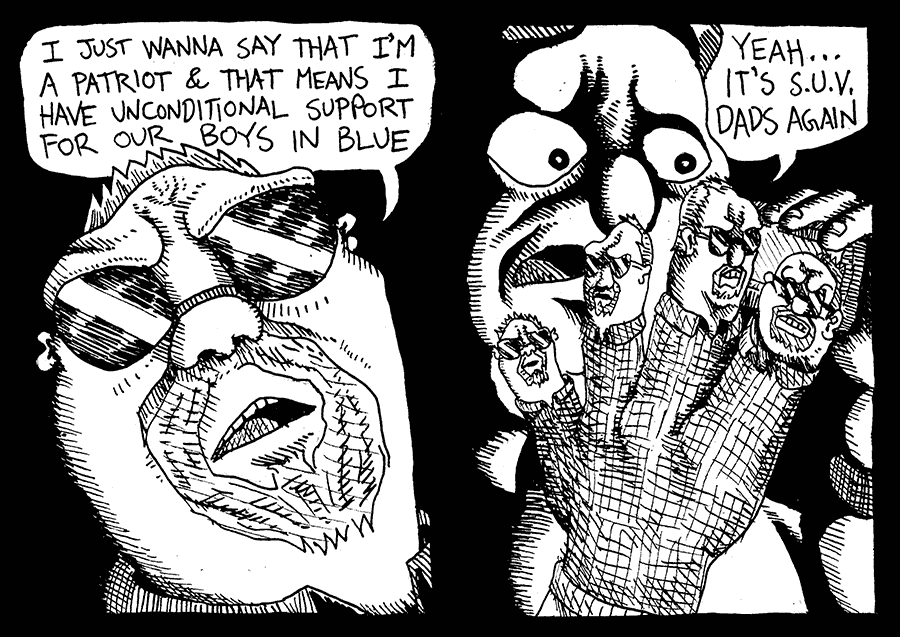 I JUST WANNA SAY THAT I'M
A PATRIOT & THAT MEANS I
HAVE UNCONDITIONAL SUPPORT
FOR OUR BOYS IN BLUE
YEAH...
IT'S S.U.V.
DADS AGAIN